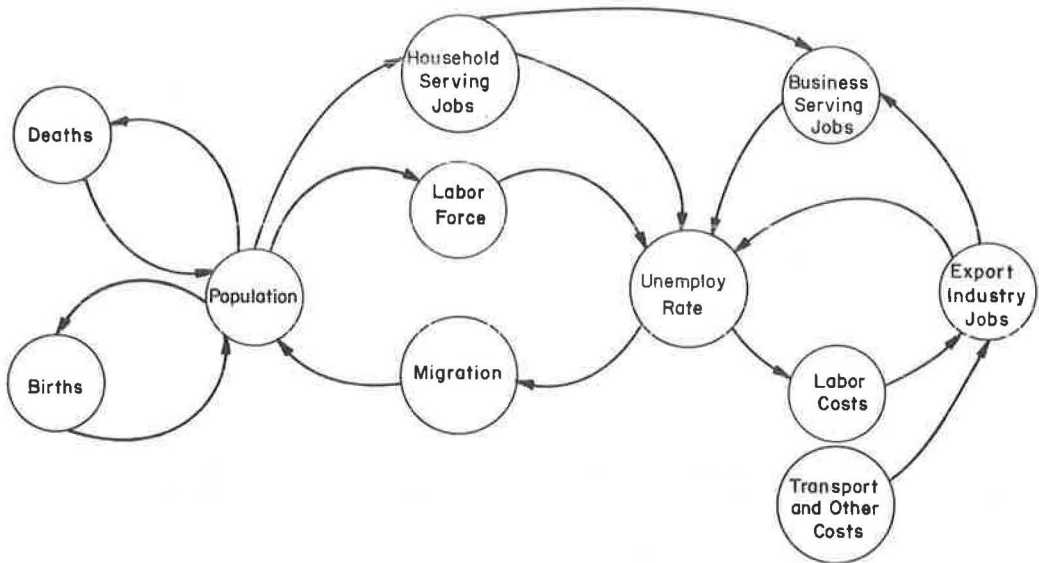 Household
Serving
Jobs
Business
Serving
Jobs
Deaths
Labor
Force
Population
Unemploy
Rate
Export
Industry
Jobs
Births
Migration
Labor
Costs
Transport
and Other
Costs